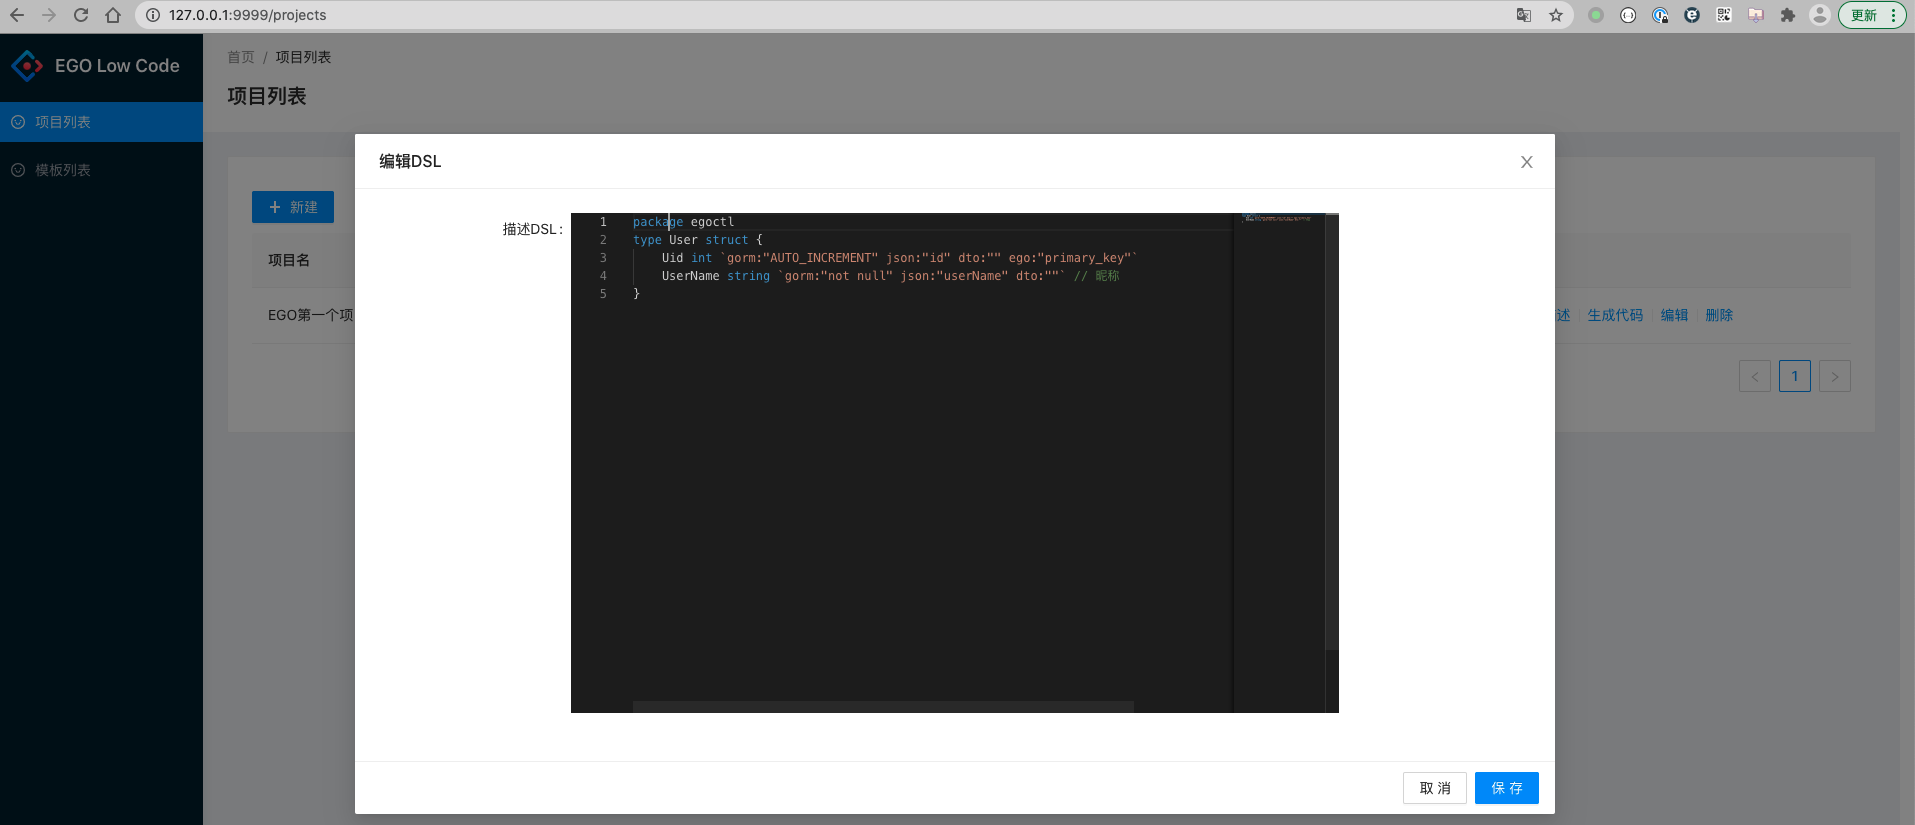 127.0.0.1:9999/projects
更新
EGO Low Code
项目列表
模板列表
首页 / 项目列表
项目列表
新建
项目名
EGO第一个项
述 生成代码 编辑 删除
< 1 >
编辑DSL
描述DSL :
1 package egoctl
2 type User struct {
3 Uid int `gorm:"AUTO_INCREMENT" json:"id" dto:"" ego:"primary_key"`
4 UserName string `gorm:"not null" json:"userName" dto:""` // 昵称
5 }
取 消
保 存